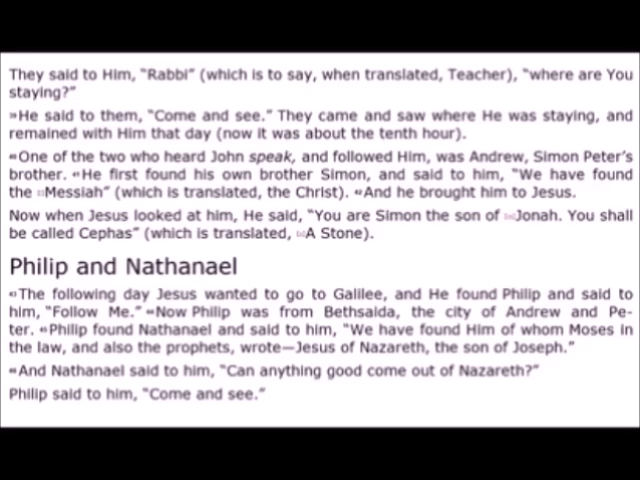 They said to Him, "Rabbi" (which is to say, when translated, Teacher), "where are You
staying?"
39He said to them, "Come and see." They came and saw where He was staying, and
remained with Him that day (now it was about the tenth hour).
40One of the two who heard John speak, and followed Him, was Andrew, Simon Peter's
brother. 41He first found his own brother Simon, and said to him, "We have found
the Messiah" (which is translated, the Christ). 42And he brought him to Jesus.
Now when Jesus looked at him, He said, "You are Simon the son of Jonah. You shall
be called Cephas" (which is translated, A Stone).
Philip and Nathanael
43The following day Jesus wanted to go to Galilee, and He found Philip and said to
him, "Follow Me." 44Now Philip was from Bethsaida, the city of Andrew and Pe-
ter. 45Philip found Nathanael and said to him, "We have found Him of whom Moses in
the law, and also the prophets, wrote—Jesus of Nazareth, the son of Joseph."
46And Nathanael said to him, "Can anything good come out of Nazareth?"
Philip said to him, "Come and see."